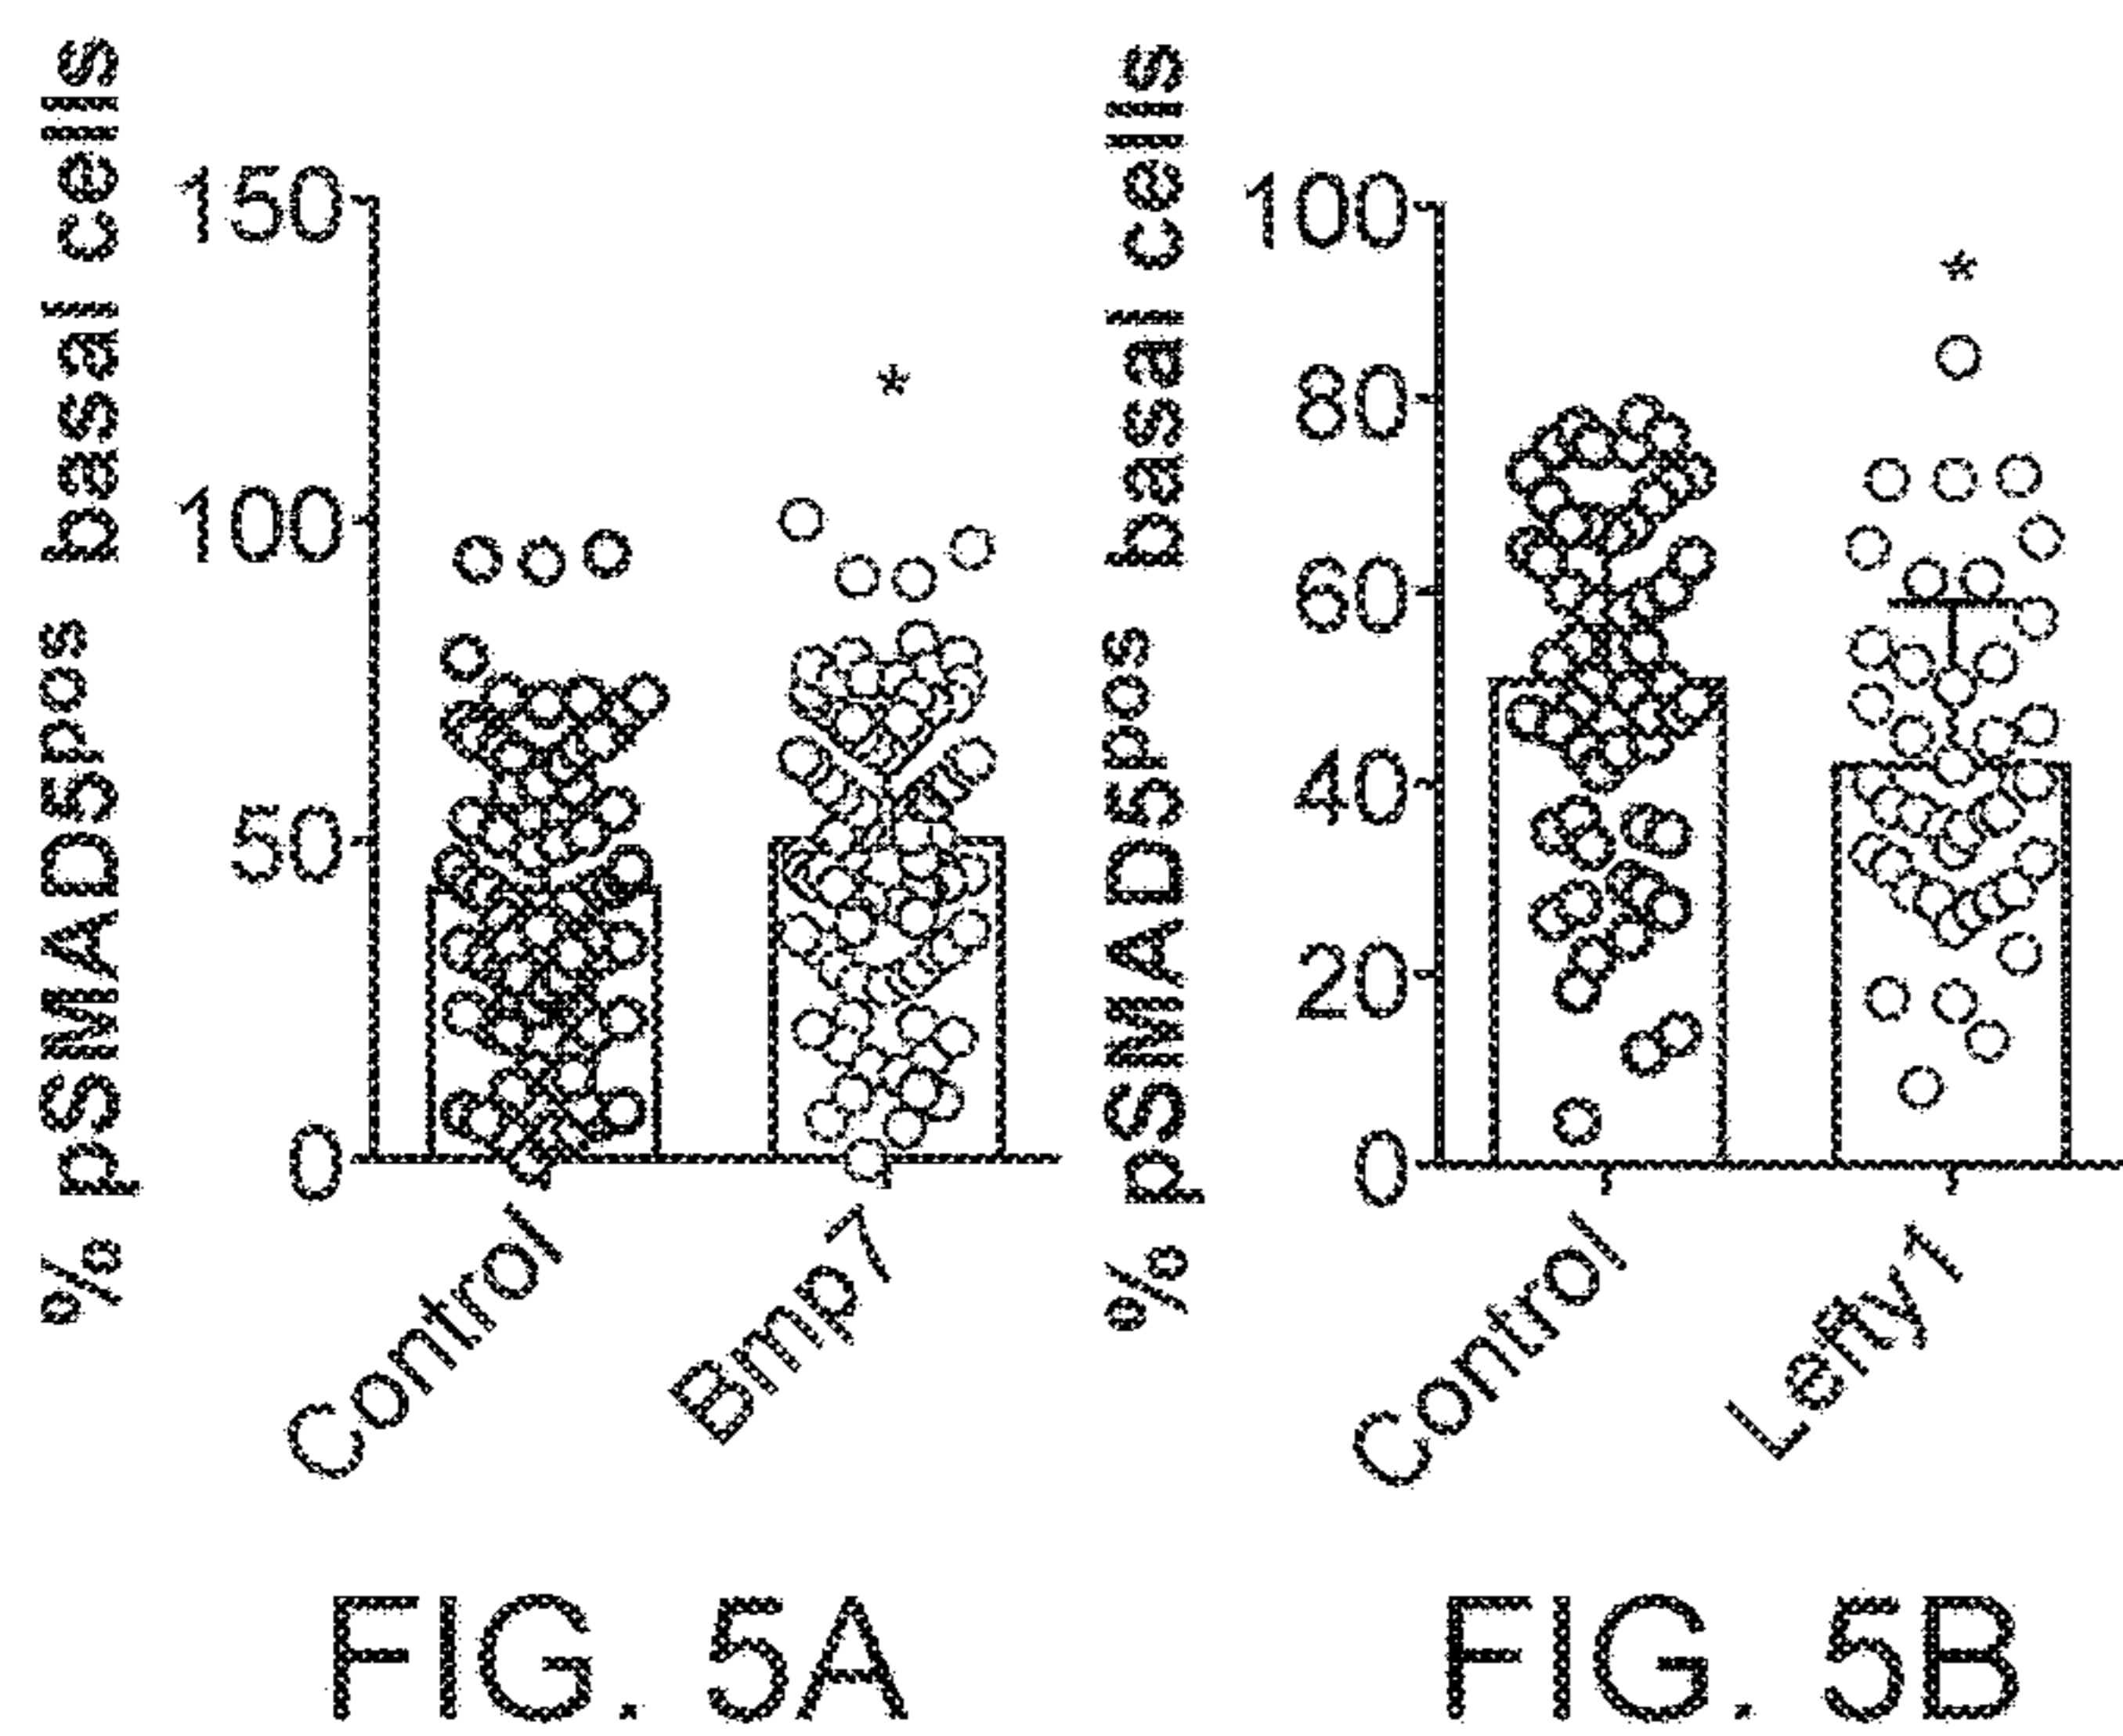 % pSMAD5pos basal cells
150
100
50
0
*
Control
Bmp7
FIG. 5A
% pSMAD5pos basal cells
100
80
60
40
20
0
*
Control
Lefty1
FIG. 5B